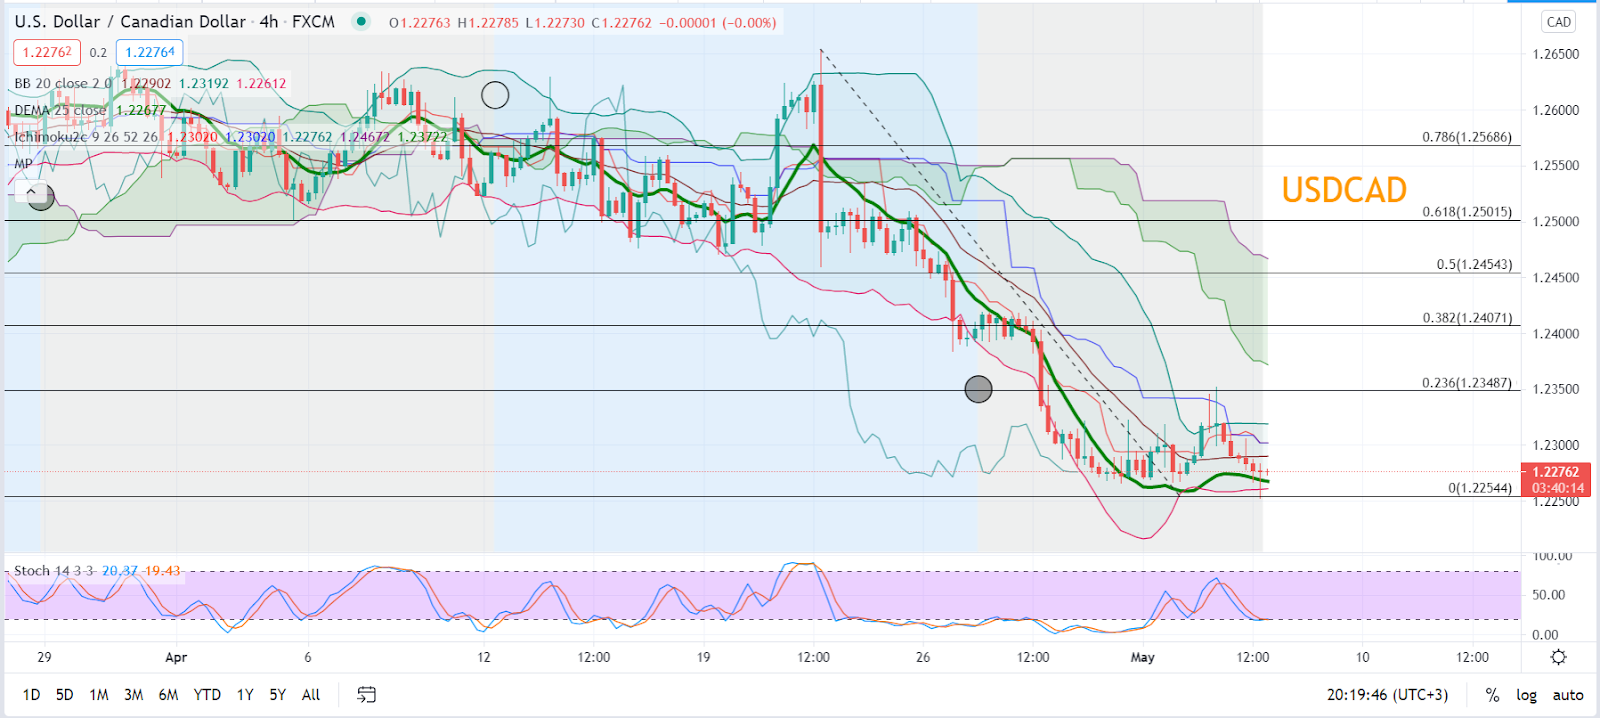 U.S. Dollar / Canadian Dollar · 4h · FXCM O1.22763 H1.22785 L1.22730 C1.22762 −0.00001 (−0.00%)
CAD
1.22762 0.2 1.22764
BB 20 close 2.0 1.22902 1.23192 1.22612
DEMA 25 close 1.22677
Ichimoku2c 9 26 52 26 1.23020 1.23020 1.22762 1.24672 1.23722
MP
USDCAD
0.786(1.25686)
0.618(1.25015)
0.5(1.24543)
0.382(1.24071)
0.236(1.23487)
0(1.22544)
1.26500
1.26000
1.25500
1.25000
1.24500
1.24000
1.23500
1.23000
1.22762
03:40:14
1.22500
Stoch 14 3 3 20.37 19.43
100.00
50.00
0.00
29 Apr 6 12 12:00 19 12:00 26 12:00 May 12:00 10 12:00
1D 5D 1M 3M 6M YTD 1Y 5Y All
20:19:46 (UTC+3) % log auto